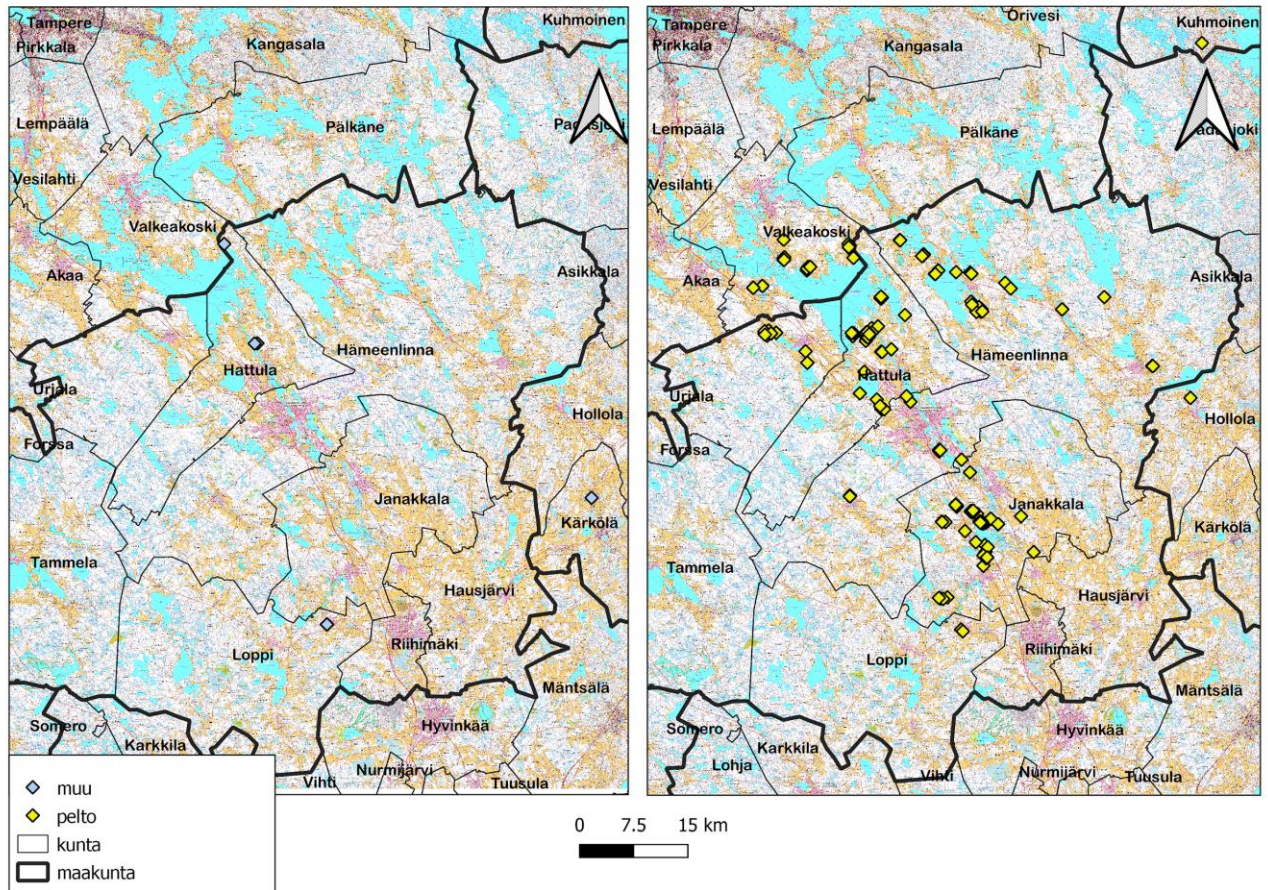 Tampere
Pirkkala
Kangasala
Kuhmoinen
Lempäälä
Pälkäne
Vesilahti
Valkeakoski
Akaa
Asikkala
Hämeenlinna
Hattula
Urjala
Hollola
Forssa
Janakkala
Kärkölä
Tammela
Hausjärvi
Riihimäki
Loppi
Mäntsälä
Somero
Hyvinkää
Karkkila
Vihti
Nurmijärvi
Tuusula
Orivesi
Tampere
Kuhmoinen
Pirkkala
Kangasala
Lempäälä
Pälkäne
Vesilahti
Valkeakoski
Akaa
Asikkala
Hämeenlinna
Hattula
Urjala
Hollola
Forssa
Janakkala
Kärkölä
Tammela
Hausjärvi
Riihimäki
Loppi
Mäntsälä
Somero
Hyvinkää
Karkkila
Lohja
Vihti
Nurmijärvi
Tuusula
muu
pelto
kunta
maakunta
0 7.5 15 km